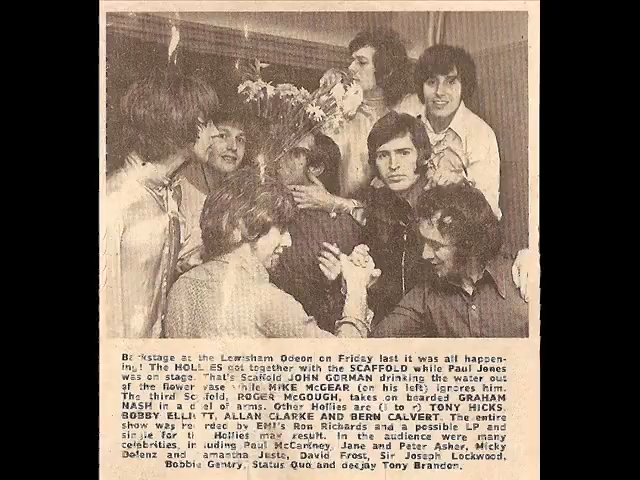 Backstage at the Lewisham Odeon on Friday last it was all happen-
ing! The HOLLIES got together with the SCAFFOLD while Paul Jones
was on stage. That's Scaffold JOHN GORMAN drinking the water out
of the flower vase while MIKE McGEAR (on his left) ignores him.
The third Scaffold, ROGER McGOUGH, takes on bearded GRAHAM
NASH in a duel of arms. Other Hollies are (l to r) TONY HICKS,
BOBBY ELLIOTT, ALLAN CLARKE AND BERN CALVERT. The entire
show was recorded by EMI's Ron Richards and a possible LP and
single for the Hollies may result. In the audience were many
celebrities, including Paul McCartney, Jane and Peter Asher, Micky
Dolenz and Samantha Juste, David Frost, Sir Joseph Lockwood,
Bobbie Gentry, Status Quo and deejay Tony Brandon.